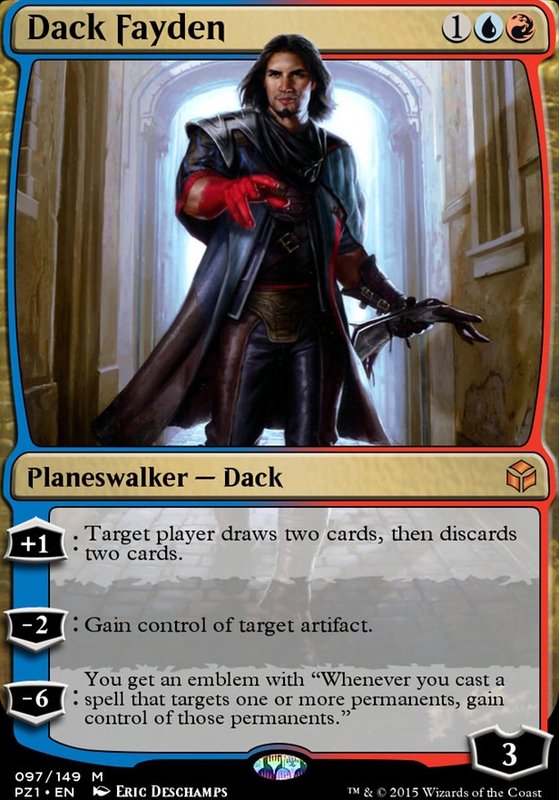 Dack Fayden 1
Planeswalker — Dack
+1 : Target player draws two cards, then discards
two cards.
-2 : Gain control of target artifact.
-6 : You get an emblem with “Whenever you cast a
spell that targets one or more permanents, gain
control of those permanents.”
3
097/149 M
PZ1 • EN Eric Deschamps
™ & © 2015 Wizards of the Coast